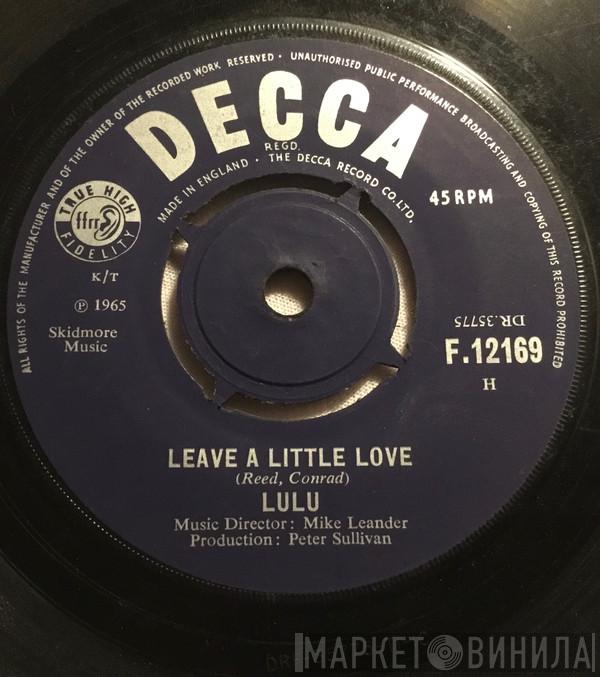 ALL RIGHTS OF THE MANUFACTURER AND OF THE OWNER OF THE RECORDED WORK RESERVED · UNAUTHORISED PUBLIC PERFORMANCE BROADCASTING AND COPYING OF THIS RECORD PROHIBITED
DECCA
REGD.
MADE IN ENGLAND · THE DECCA RECORD CO. LTD.
TRUE HIGH
ffrr
FIDELITY
45 RPM
K/T
℗ 1965
Skidmore
Music
DR.35775
F.12169
H
LEAVE A LITTLE LOVE
(Reed, Conrad)
LULU
Music Director: Mike Leander
Production: Peter Sullivan
МАРКЕТ ВИНИЛА